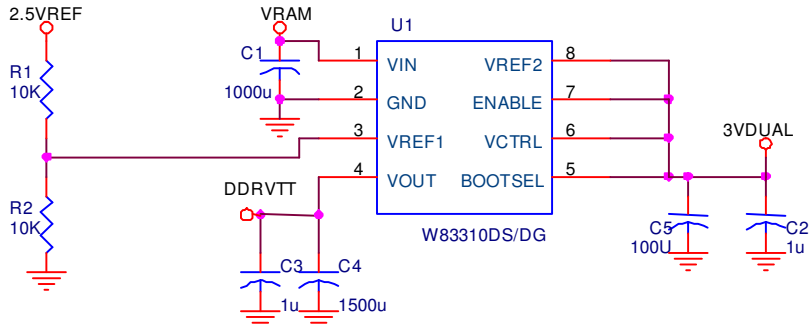 2.5VREF
VRAM
U1
R1
10K
C1
1000u
1
VIN
VREF2
8
2
GND
ENABLE
7
3
VREF1
VCTRL
6
3VDUAL
4
VOUT
BOOTSEL
5
DDRVTT
R2
10K
W83310DS/DG
C5
100U
C2
1u
C3
1u
C4
1500u